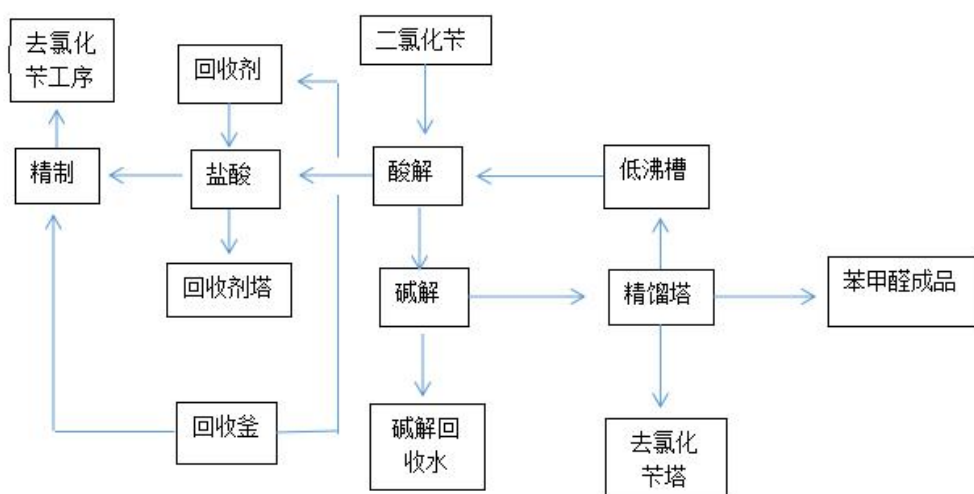 去氯化
苄工序
回收剂
二氯化苄
精制
盐酸
酸解
低沸槽
回收剂塔
碱解
精馏塔
苯甲醛成品
回收釜
碱解回
收水
去氯化
苄塔